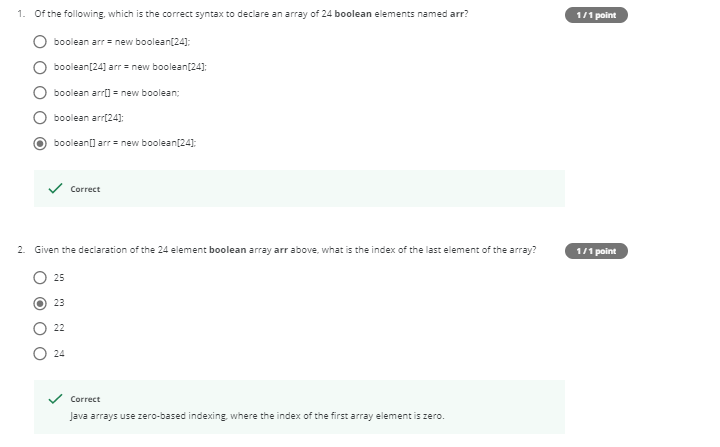 1. Of the following, which is the correct syntax to declare an array of 24 boolean elements named arr?
1 / 1 point
boolean arr = new boolean[24];
boolean[24] arr = new boolean[24];
boolean arr[] = new boolean;
boolean arr[24];
boolean[] arr = new boolean[24];
Correct
2. Given the declaration of the 24 element boolean array arr above, what is the index of the last element of the array?
1 / 1 point
25
23
22
24
Correct
Java arrays use zero-based indexing, where the index of the first array element is zero.